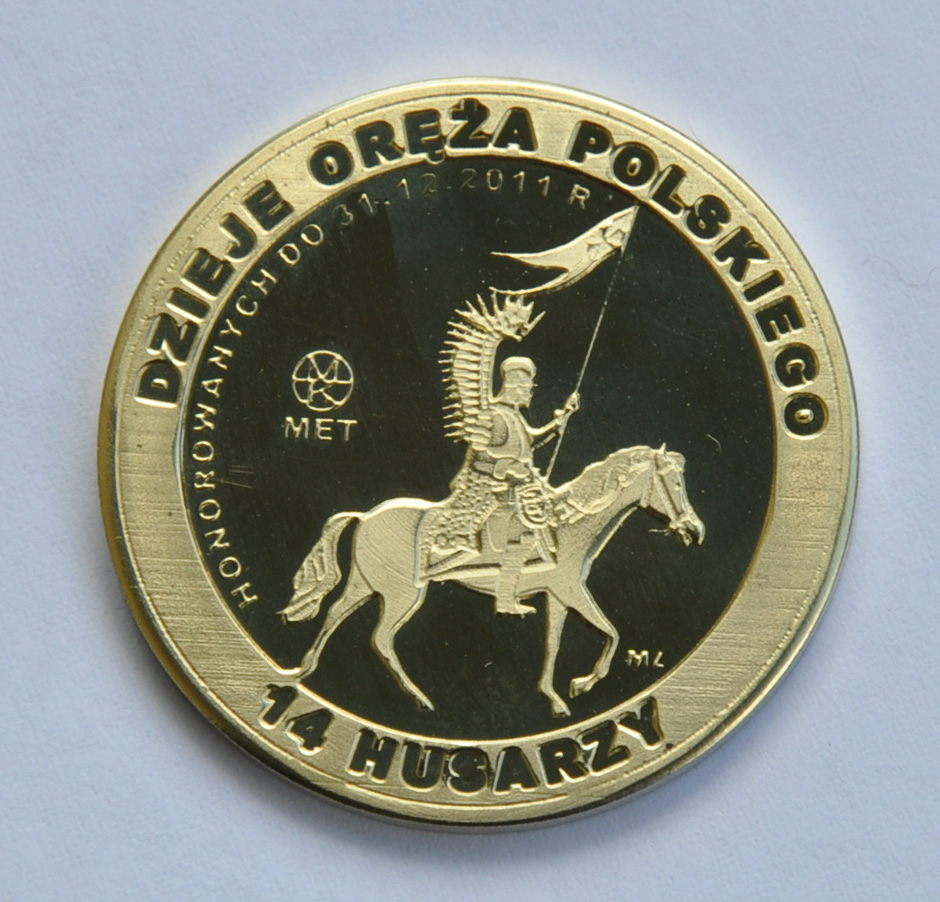 DZIEJE ORĘŻA POLSKIEGO
HONOROWANYCH DO 31.12.2011 R
MET
ML
14 HUSARZY